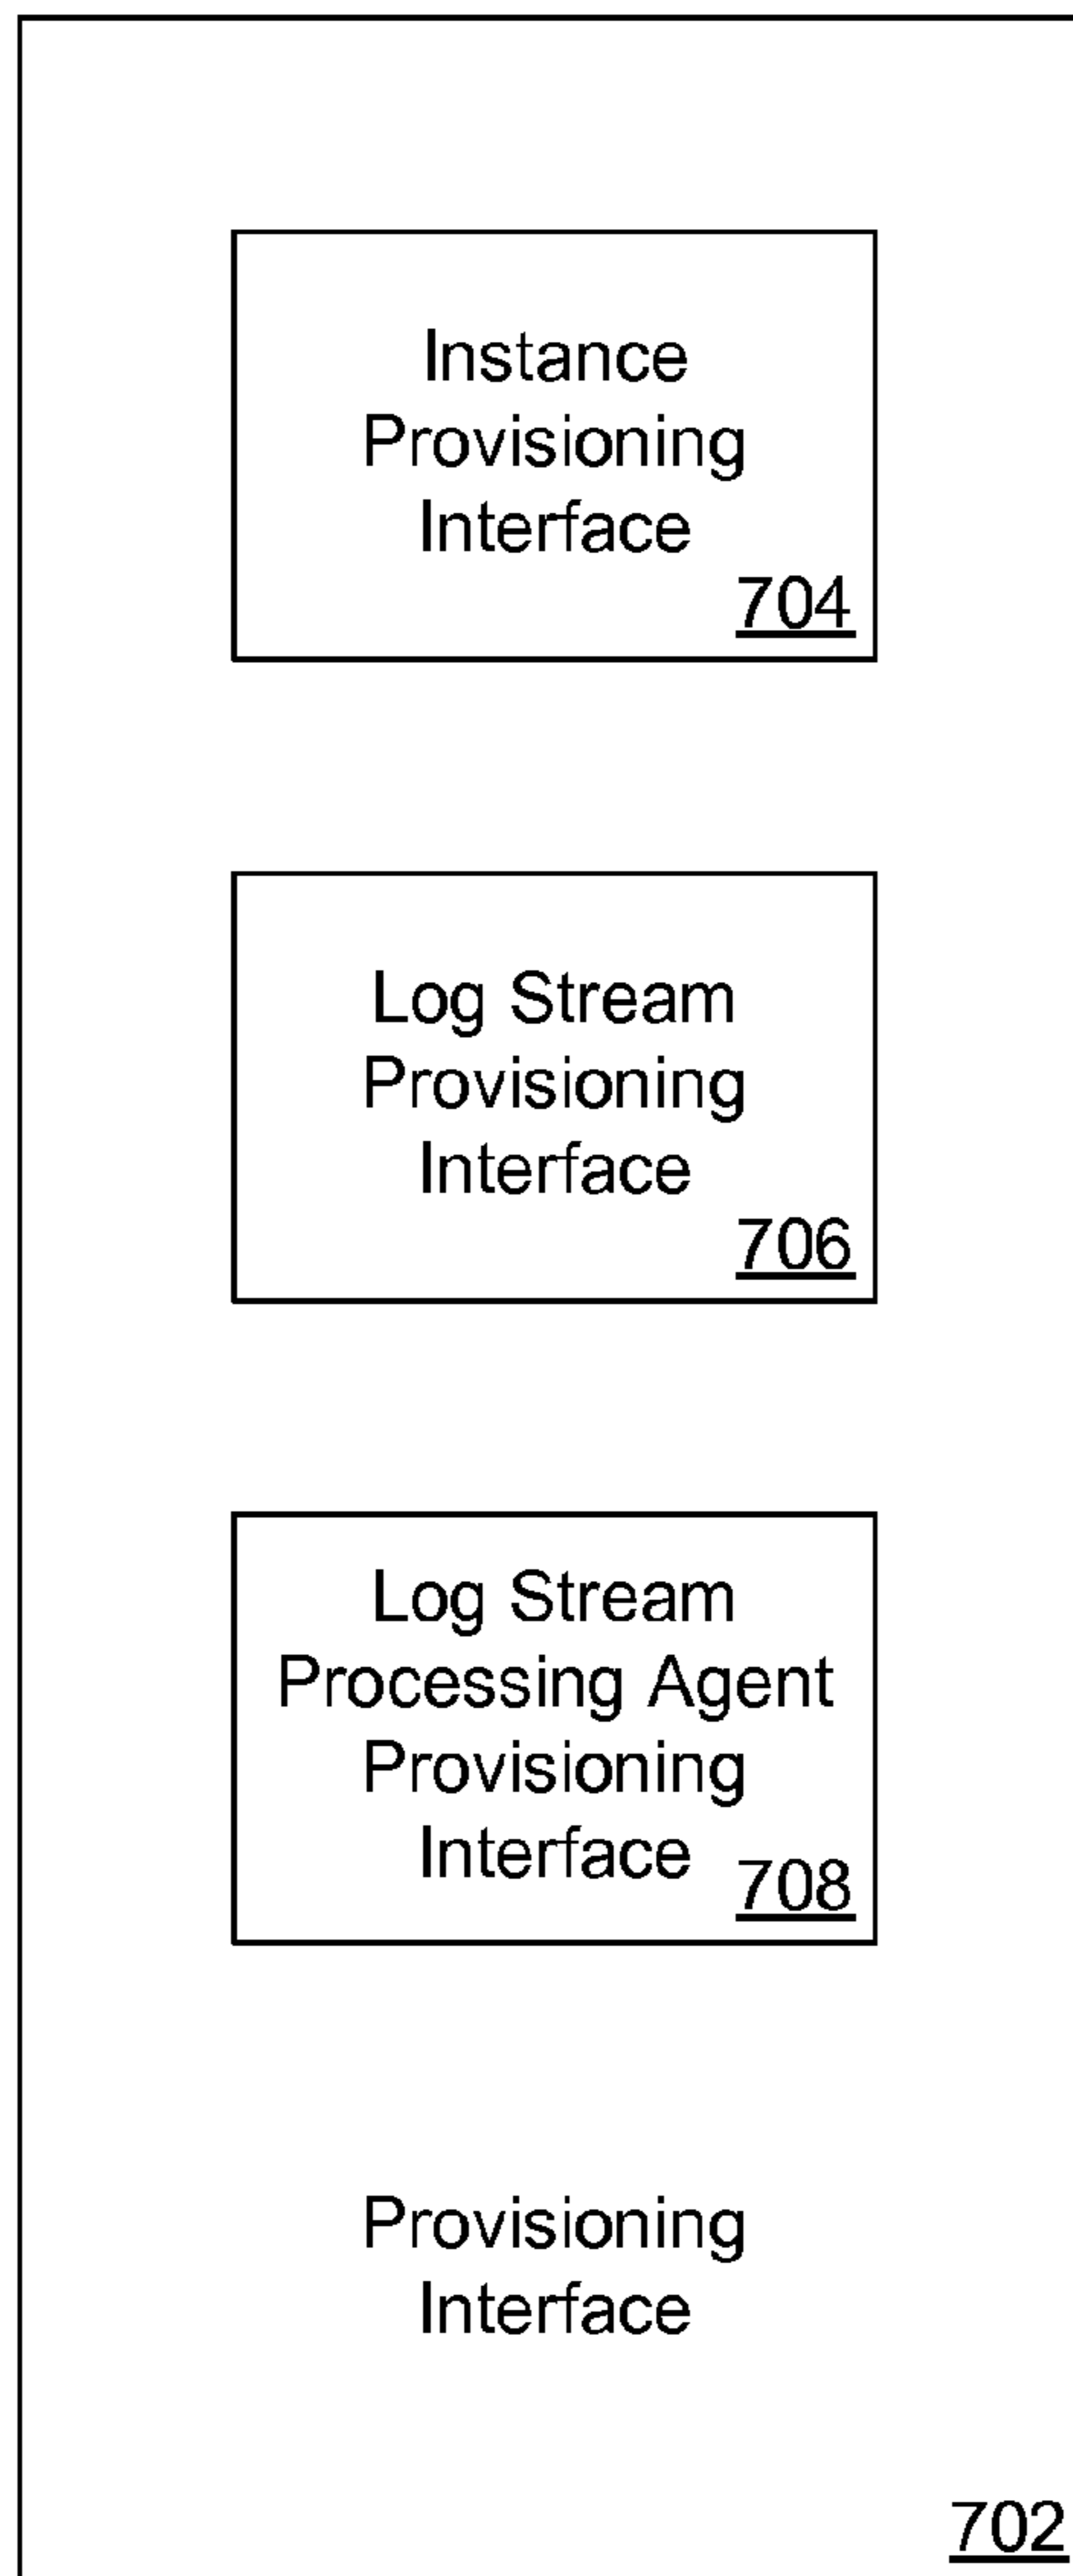 Instance
Provisioning
Interface
704
Log Stream
Provisioning
Interface
706
Log Stream
Processing Agent
Provisioning
Interface
708
Provisioning
Interface
702